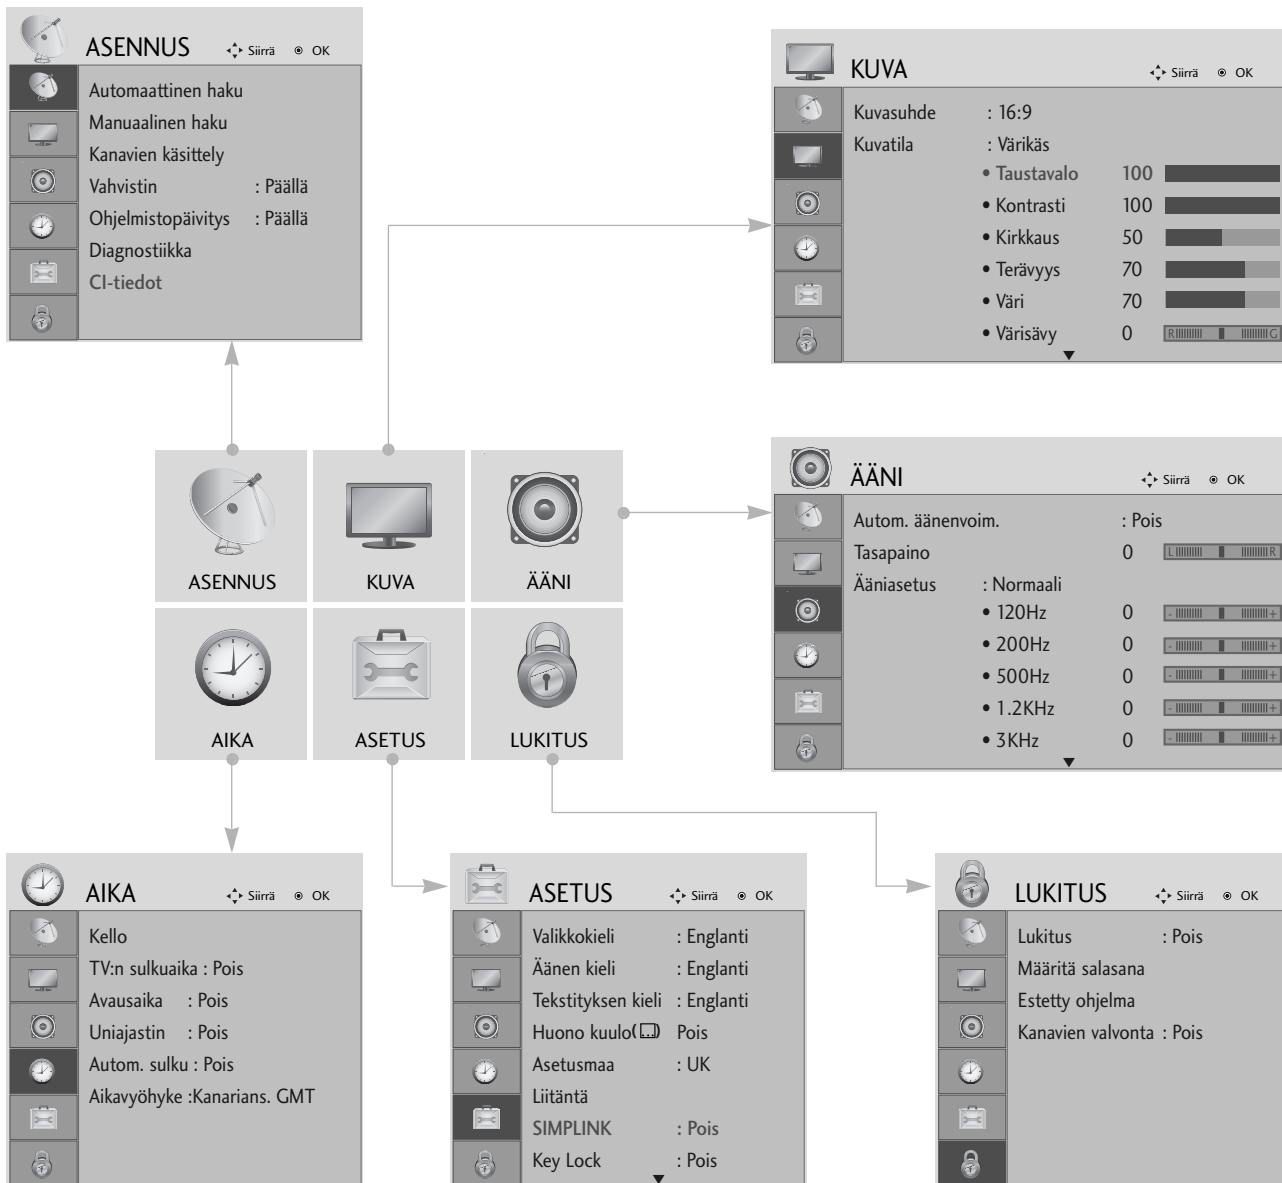 ASENNUS Siirrä OK
Automaattinen haku
Manuaalinen haku
Kanavien käsittely
Vahvistin : Päällä
Ohjelmistopäivitys : Päällä
Diagnostiikka
CI-tiedot
KUVA Siirrä OK
Kuvasuhde : 16:9
Kuvatila : Värikäs
• Taustavalo 100
• Kontrasti 100
• Kirkkaus 50
• Terävyys 70
• Väri 70
• Värisävy 0 R G
ASENNUS KUVA ÄÄNI
AIKA ASETUS LUKITUS
ÄÄNI Siirrä OK
Autom. äänenvoim. : Pois
Tasapaino 0 L R
Ääniasetus : Normaali
• 120Hz 0 - +
• 200Hz 0 - +
• 500Hz 0 - +
• 1.2KHz 0 - +
• 3KHz 0 - +
AIKA Siirrä OK
Kello
TV:n sulkuaika : Pois
Avausaika : Pois
Uniajastin : Pois
Autom. sulku : Pois
Aikavyöhyke :Kanarians. GMT
ASETUS Siirrä OK
Valikkokieli : Englanti
Äänen kieli : Englanti
Tekstityksen kieli : Englanti
Huono kuulo( ) Pois
Asetusmaa : UK
Liitäntä
SIMPLINK : Pois
Key Lock : Pois
LUKITUS Siirrä OK
Lukitus : Pois
Määritä salasana
Estetty ohjelma
Kanavien valvonta : Pois